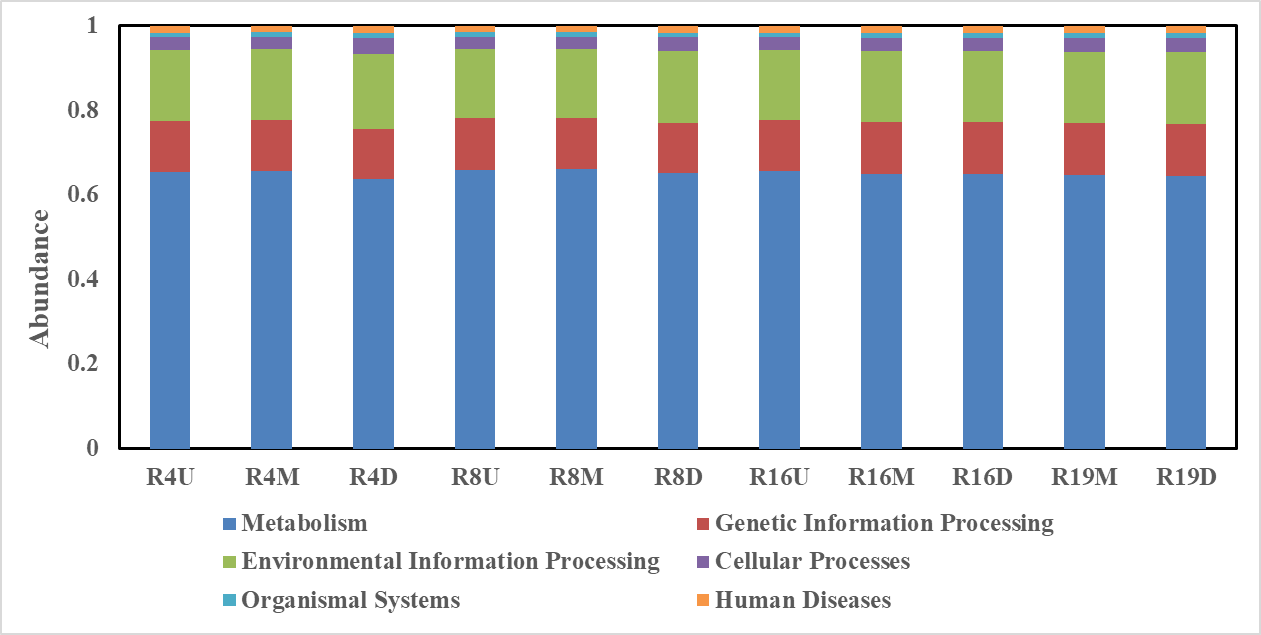 1
0.8
0.6
0.4
0.2
0
Abundance
R4U R4M R4D R8U R8M R8D R16U R16M R16D R19M R19D
Metabolism Genetic Information Processing
Environmental Information Processing Cellular Processes
Organismal Systems Human Diseases